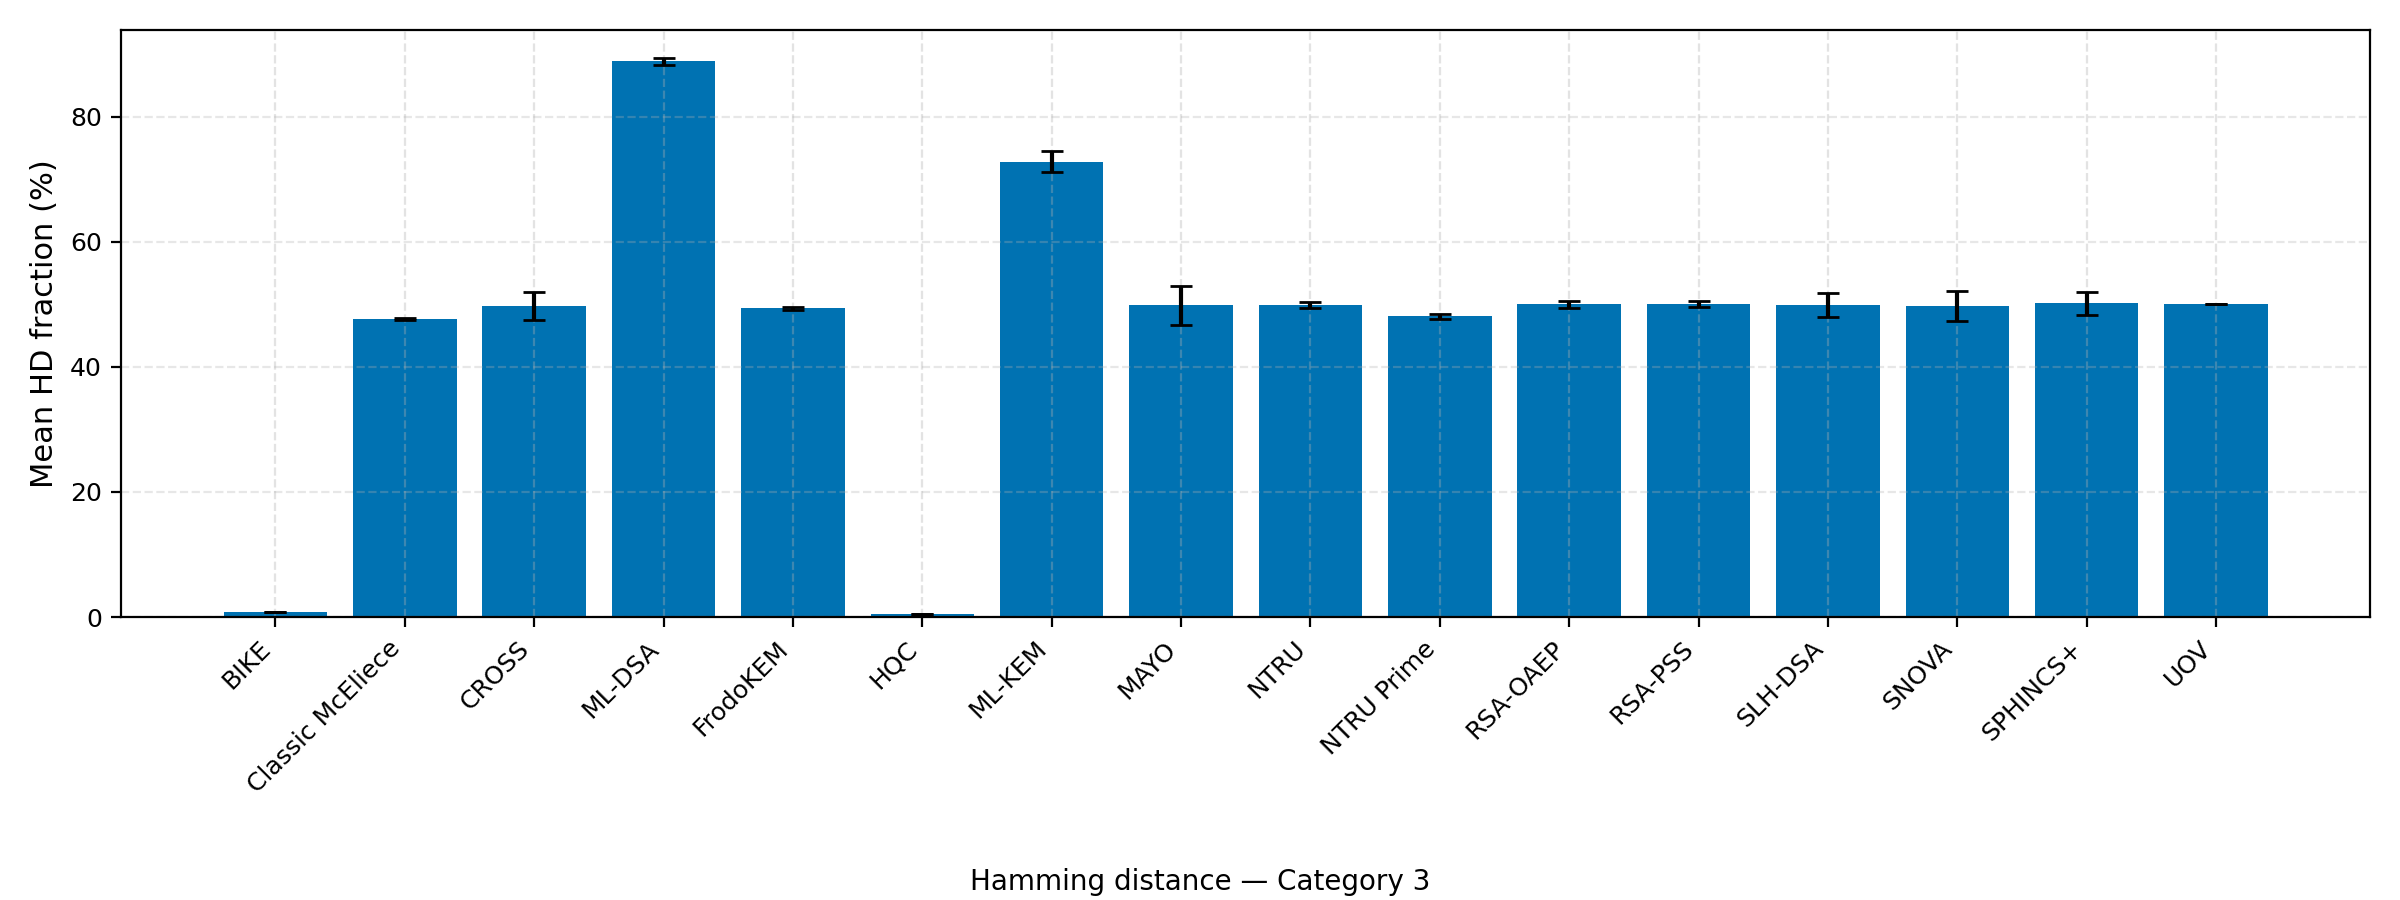 Mean HD fraction (%)
80
60
40
20
0
BIKE
Classic McEliece
CROSS
ML-DSA
FrodoKEM
HQC
ML-KEM
MAYO
NTRU
NTRU Prime
RSA-OAEP
RSA-PSS
SLH-DSA
SNOVA
SPHINCS+
UOV
Hamming distance — Category 3